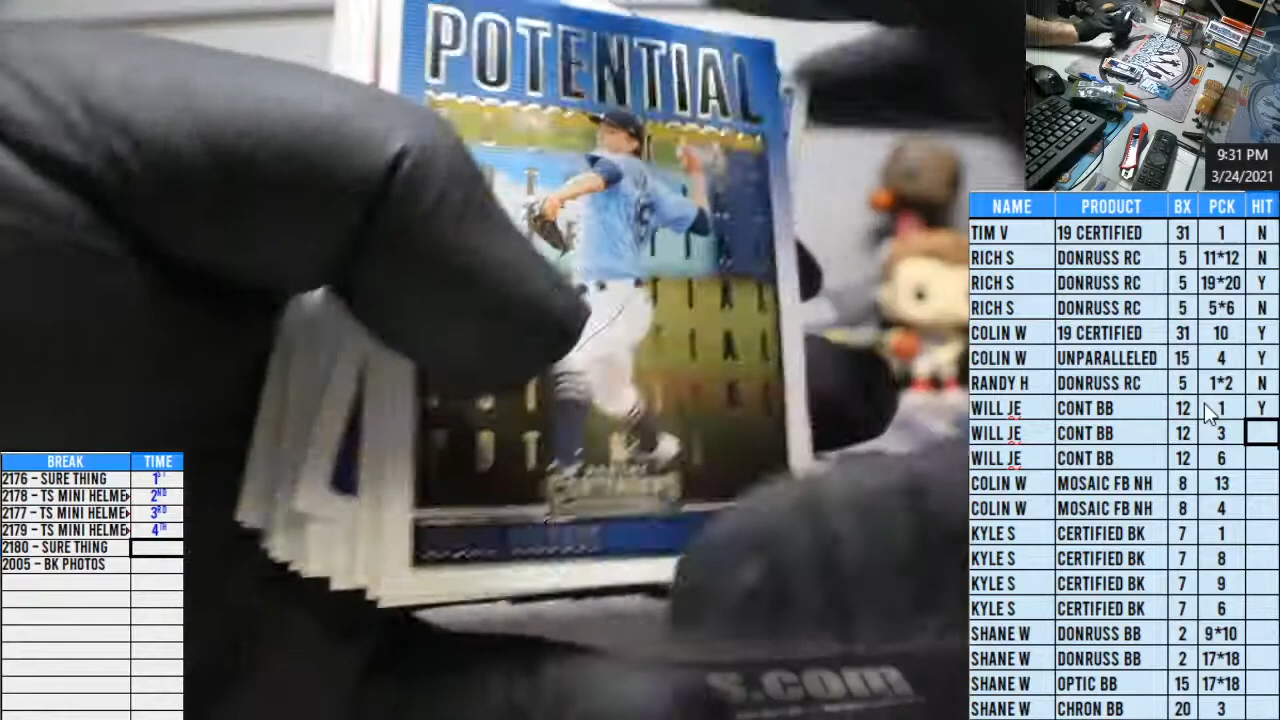 POTENTIAL
9:31 PM
3/24/2021
NAME PRODUCT BX PCK HIT
TIM V 19 CERTIFIED 31 1 N
RICH S DONRUSS RC 5 11*12 N
RICH S DONRUSS RC 5 19*20 Y
RICH S DONRUSS RC 5 5*6 N
COLIN W 19 CERTIFIED 31 10 Y
COLIN W UNPARALLELED 15 4 Y
RANDY H DONRUSS RC 5 1*2 N
WILL JE CONT BB 12 1 Y
WILL JE CONT BB 12 3
WILL JE CONT BB 12 6
COLIN W MOSAIC FB NH 8 13
COLIN W MOSAIC FB NH 8 4
KYLE S CERTIFIED BK 7 1
KYLE S CERTIFIED BK 7 8
KYLE S CERTIFIED BK 7 9
KYLE S CERTIFIED BK 7 6
SHANE W DONRUSS BB 2 9*10
SHANE W DONRUSS BB 2 17*18
SHANE W OPTIC BB 15 17*18
SHANE W CHRON BB 20 3
BREAK TIME
2176 – SURE THING 1ST
2178 – TS MINI HELME 2ND
2177 – TS MINI HELME 3RD
2179 – TS MINI HELME 4TH
2180 – SURE THING
2005 – BK PHOTOS
s.com